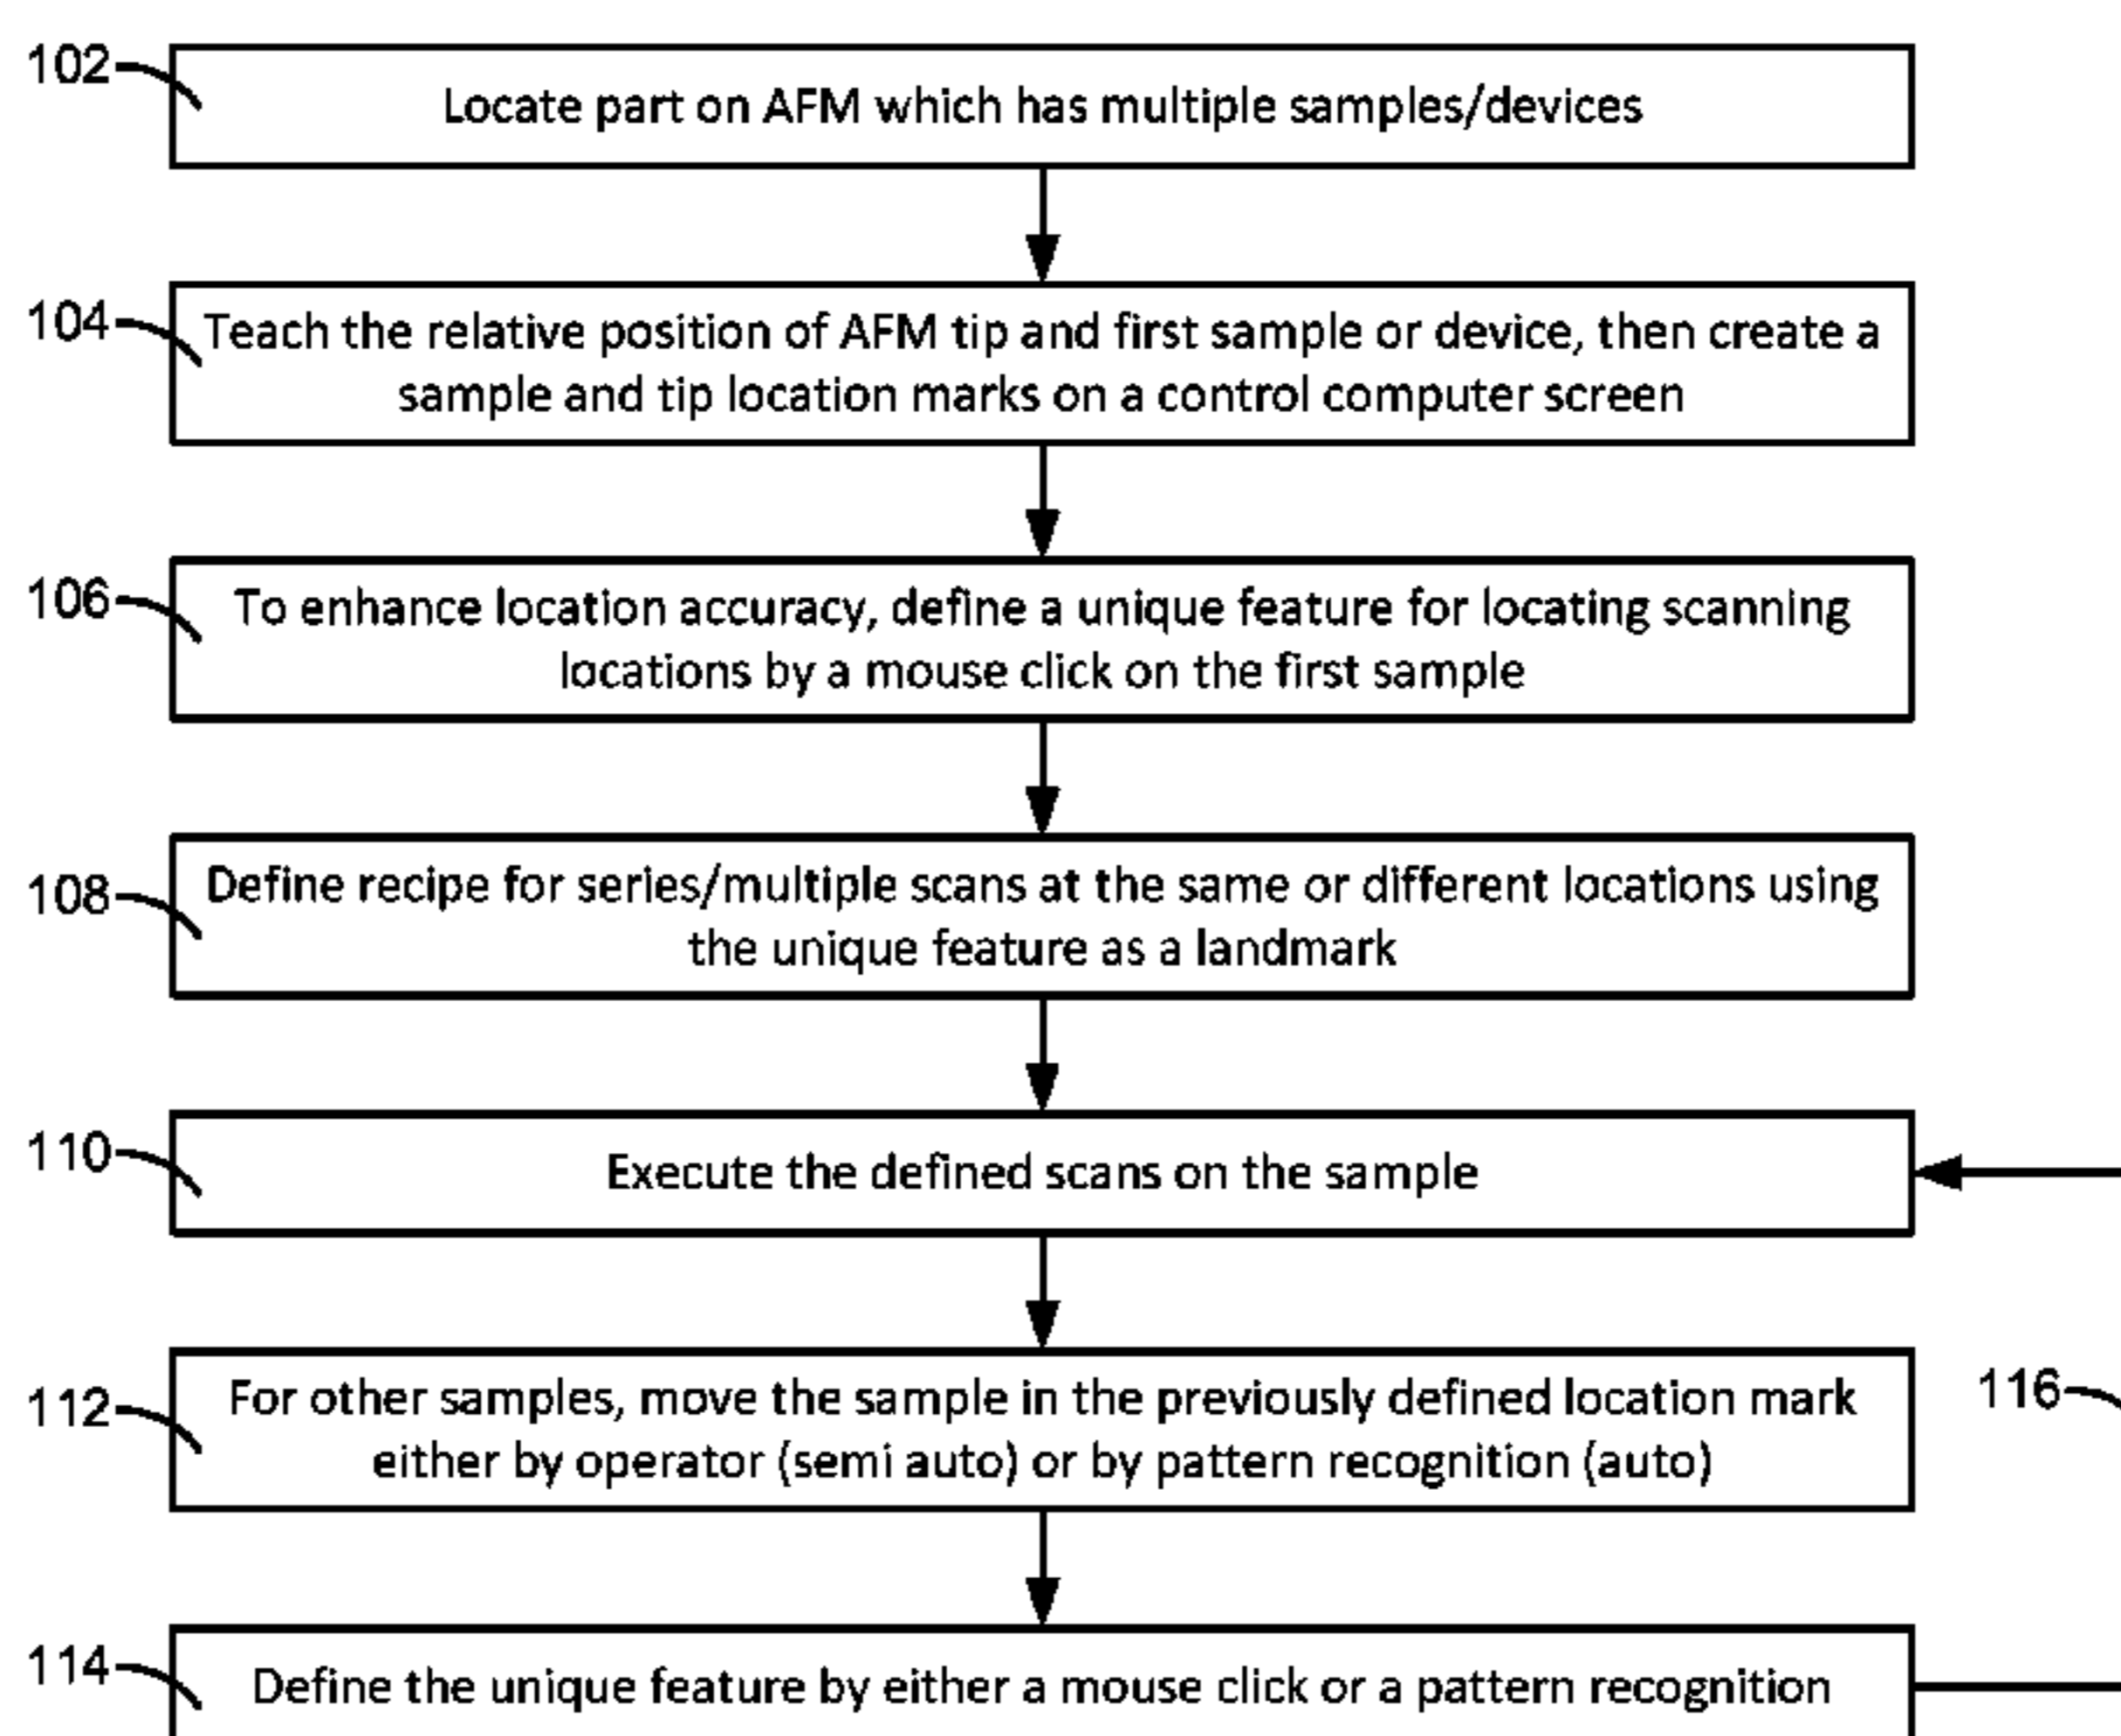 102
Locate part on AFM which has multiple samples/devices
104
Teach the relative position of AFM tip and first sample or device, then create a
sample and tip location marks on a control computer screen
106
To enhance location accuracy, define a unique feature for locating scanning
locations by a mouse click on the first sample
108
Define recipe for series/multiple scans at the same or different locations using
the unique feature as a landmark
110
Execute the defined scans on the sample
112
For other samples, move the sample in the previously defined location mark
either by operator (semi auto) or by pattern recognition (auto)
116
114
Define the unique feature by either a mouse click or a pattern recognition